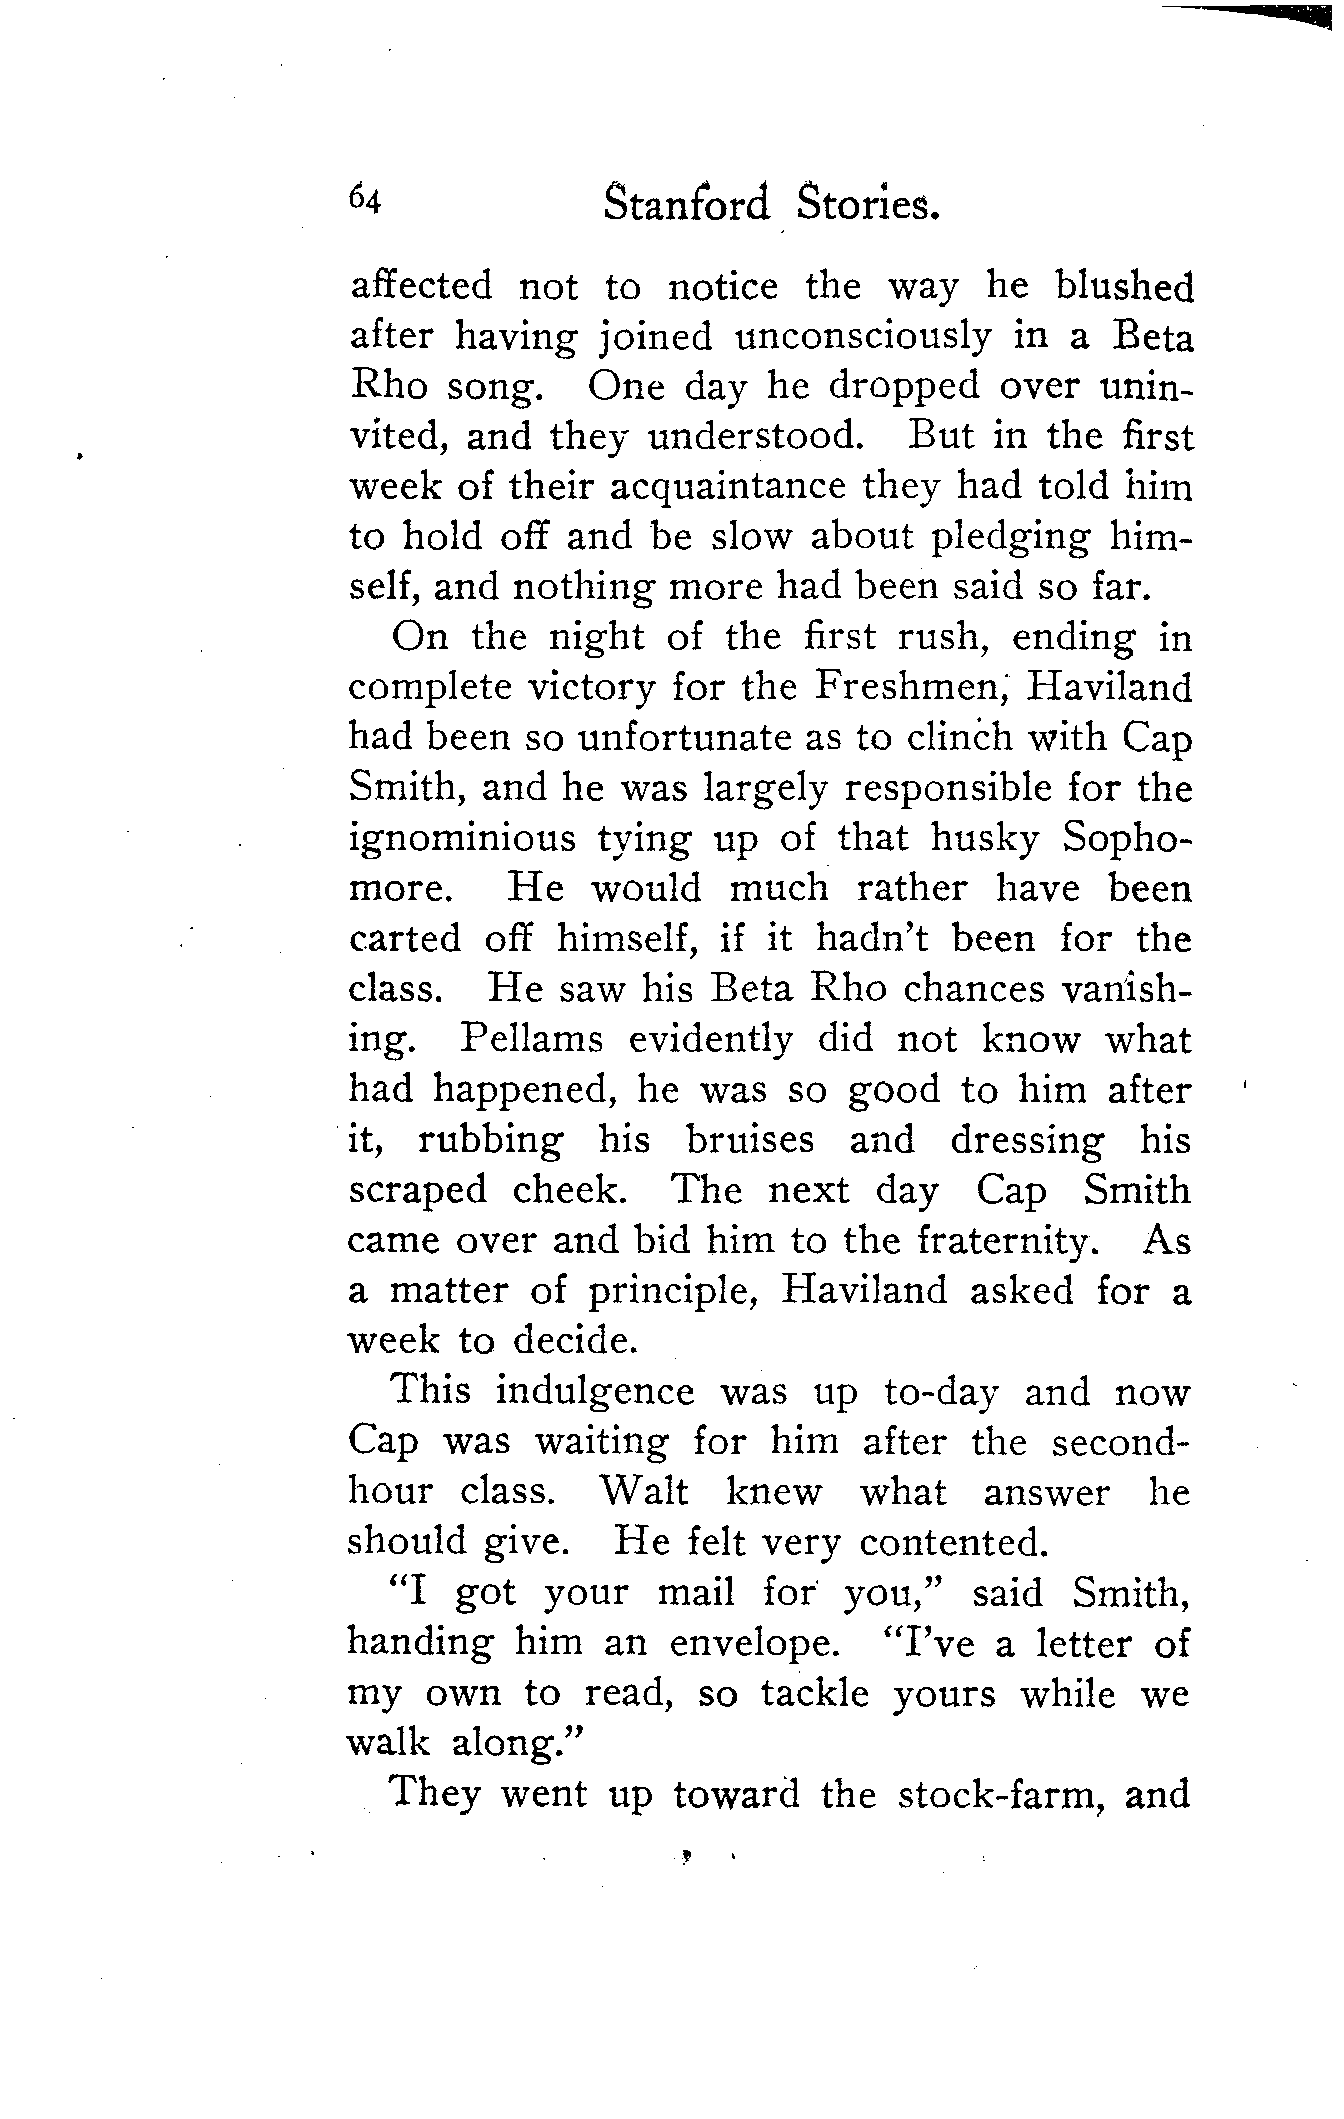 64 Stanford Stories.
affected not to notice the way he blushed
after having joined unconsciously in a Beta
Rho song. One day he dropped over unin-
vited, and they understood. But in the first
week of their acquaintance they had told him
to hold off and be slow about pledging him-
self, and nothing more had been said so far.
On the night of the first rush, ending in
complete victory for the Freshmen, Haviland
had been so unfortunate as to clinch with Cap
Smith, and he was largely responsible for the
ignominious tying up of that husky Sopho-
more. He would much rather have been
carted off himself, if it hadn't been for the
class. He saw his Beta Rho chances vanish-
ing. Pellams evidently did not know what
had happened, he was so good to him after
it, rubbing his bruises and dressing his
scraped cheek. The next day Cap Smith
came over and bid him to the fraternity. As
a matter of principle, Haviland asked for a
week to decide.
This indulgence was up to-day and now
Cap was waiting for him after the second-
hour class. Walt knew what answer he
should give. He felt very contented.
"I got your mail for you," said Smith,
handing him an envelope. "I've a letter of
my own to read, so tackle yours while we
walk along."
They went up toward the stock-farm, and